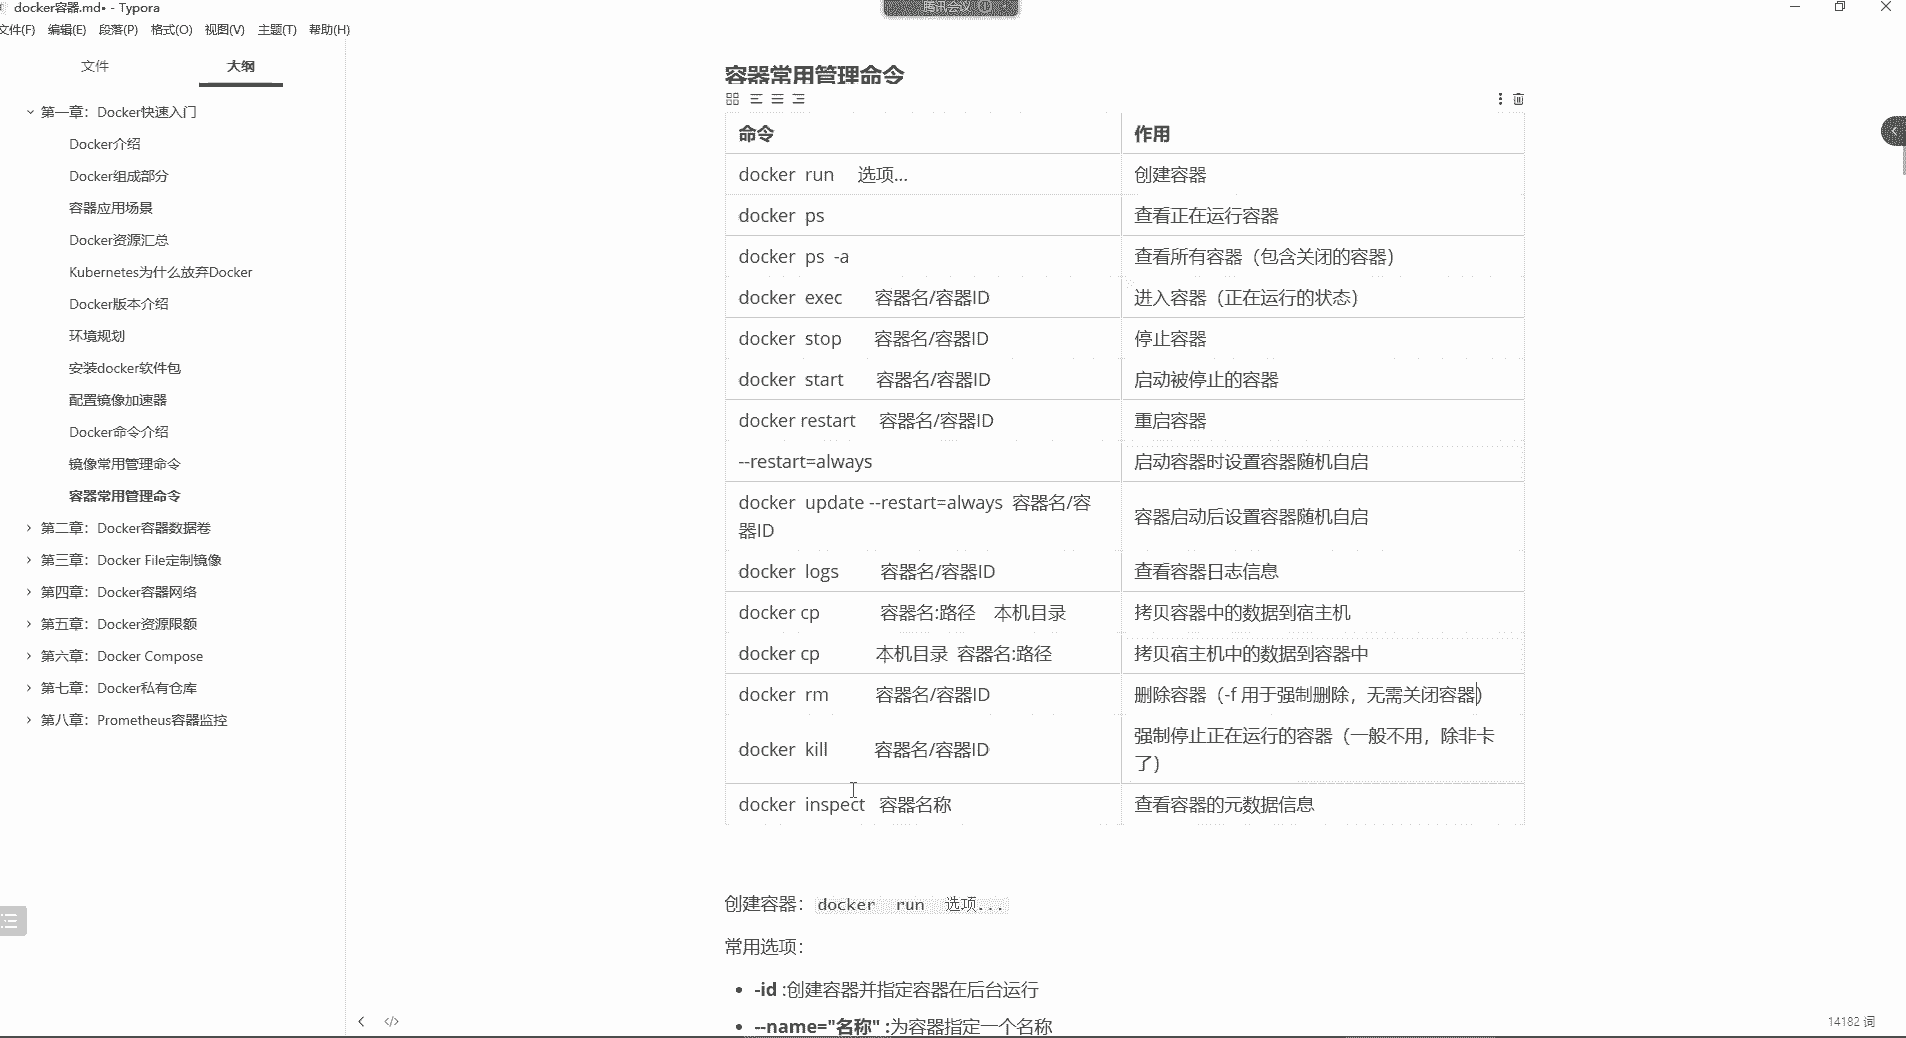 docker容器.md• - Typora
腾讯会议
文件(F) 编辑(E) 段落(P) 格式(O) 视图(V) 主题(T) 帮助(H)
文件 大纲
第一章：Docker快速入门
Docker介绍
Docker组成部分
容器应用场景
Docker资源汇总
Kubernetes为什么放弃Docker
Docker版本介绍
环境规划
安装docker软件包
配置镜像加速器
Docker命令介绍
镜像常用管理命令
容器常用管理命令
第二章：Docker容器数据卷
第三章：Docker File定制镜像
第四章：Docker容器网络
第五章：Docker资源限额
第六章：Docker Compose
第七章：Docker私有仓库
第八章：Prometheus容器监控
容器常用管理命令
命令 作用
docker run 选项... 创建容器
docker ps 查看正在运行容器
docker ps -a 查看所有容器（包含关闭的容器）
docker exec 容器名/容器ID 进入容器（正在运行的状态）
docker stop 容器名/容器ID 停止容器
docker start 容器名/容器ID 启动被停止的容器
docker restart 容器名/容器ID 重启容器
--restart=always 启动容器时设置容器随机自启
docker update --restart=always 容器名/容
器ID 容器启动后设置容器随机自启
docker logs 容器名/容器ID 查看容器日志信息
docker cp 容器名:路径 本机目录 拷贝容器中的数据到宿主机
docker cp 本机目录 容器名:路径 拷贝宿主机中的数据到容器中
docker rm 容器名/容器ID 删除容器（-f 用于强制删除，无需关闭容器）
docker kill 容器名/容器ID 强制停止正在运行的容器（一般不用，除非卡
了）
docker inspect 容器名称 查看容器的元数据信息
创建容器：docker run 选项...
常用选项：
-id :创建容器并指定容器在后台运行
--name="名称" :为容器指定一个名称
</> 14182 词